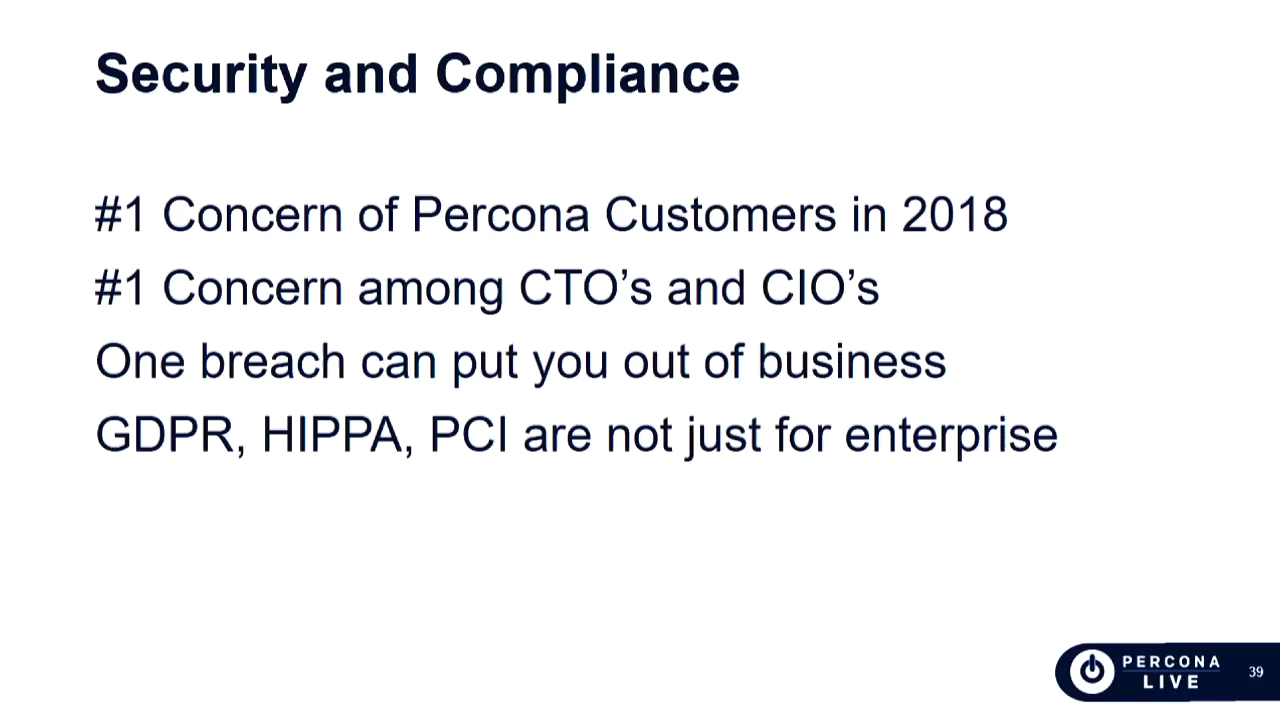 Security and Compliance
#1 Concern of Percona Customers in 2018
#1 Concern among CTO’s and CIO’s
One breach can put you out of business
GDPR, HIPPA, PCI are not just for enterprise
PERCONA
LIVE
39